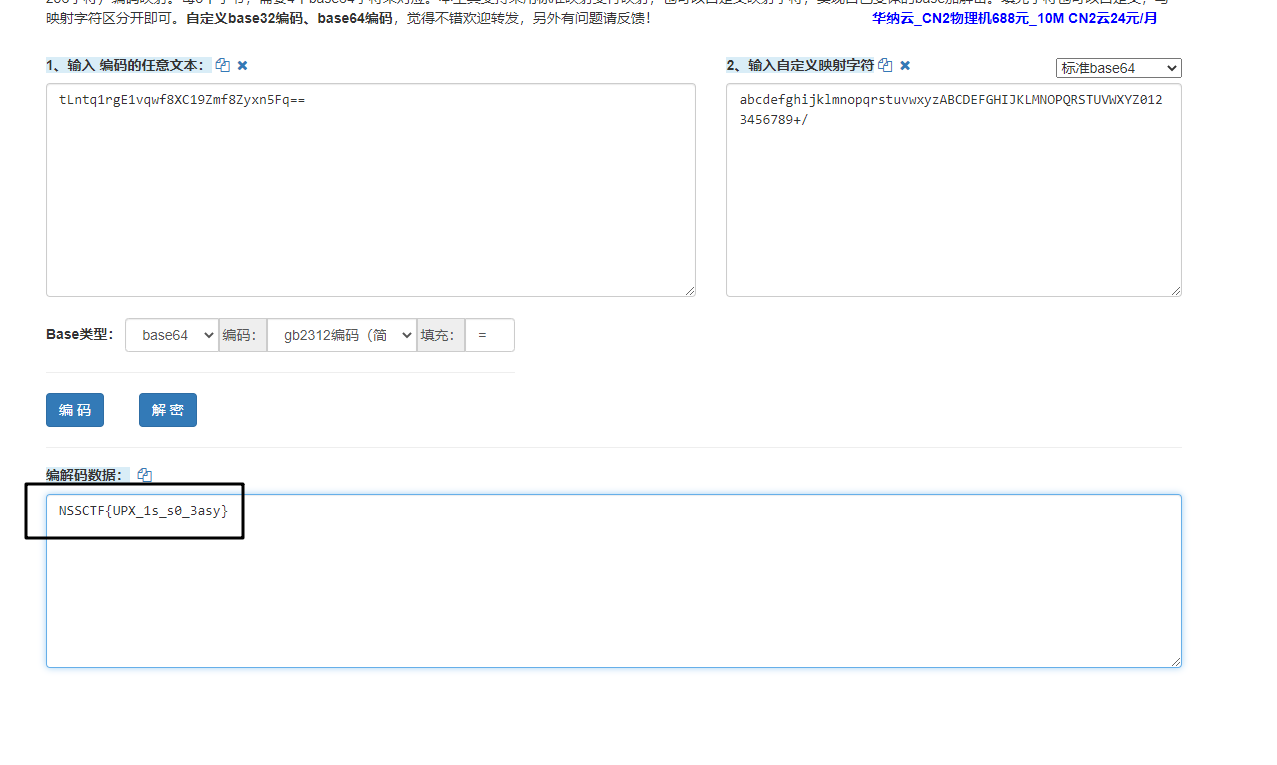 映射字符区分开即可。自定义base32编码、base64编码，觉得不错欢迎转发，另外有问题请反馈！
华纳云_CN2物理机688元_10M CN2云24元/月
1、输入 编码的任意文本：
2、输入自定义映射字符
标准base64
tLntq1rgE1vqwf8XC19Zmf8Zyxn5Fq==
abcdefghijklmnopqrstuvwxyzABCDEFGHIJKLMNOPQRSTUVWXYZ012
3456789+/
Base类型：
base64
编码：
gb2312编码（简
填充：
=
编 码
解 密
编解码数据：
NSSCTF{UPX_1s_s0_3asy}